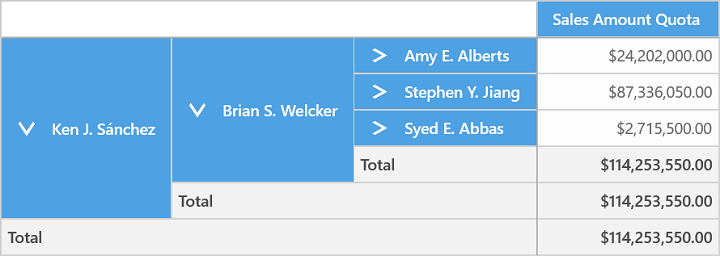 Sales Amount Quota
Ken J. Sánchez Brian S. Welcker Amy E. Alberts $24,202,000.00
Stephen Y. Jiang $87,336,050.00
Syed E. Abbas $2,715,500.00
Total $114,253,550.00
Total $114,253,550.00
Total $114,253,550.00